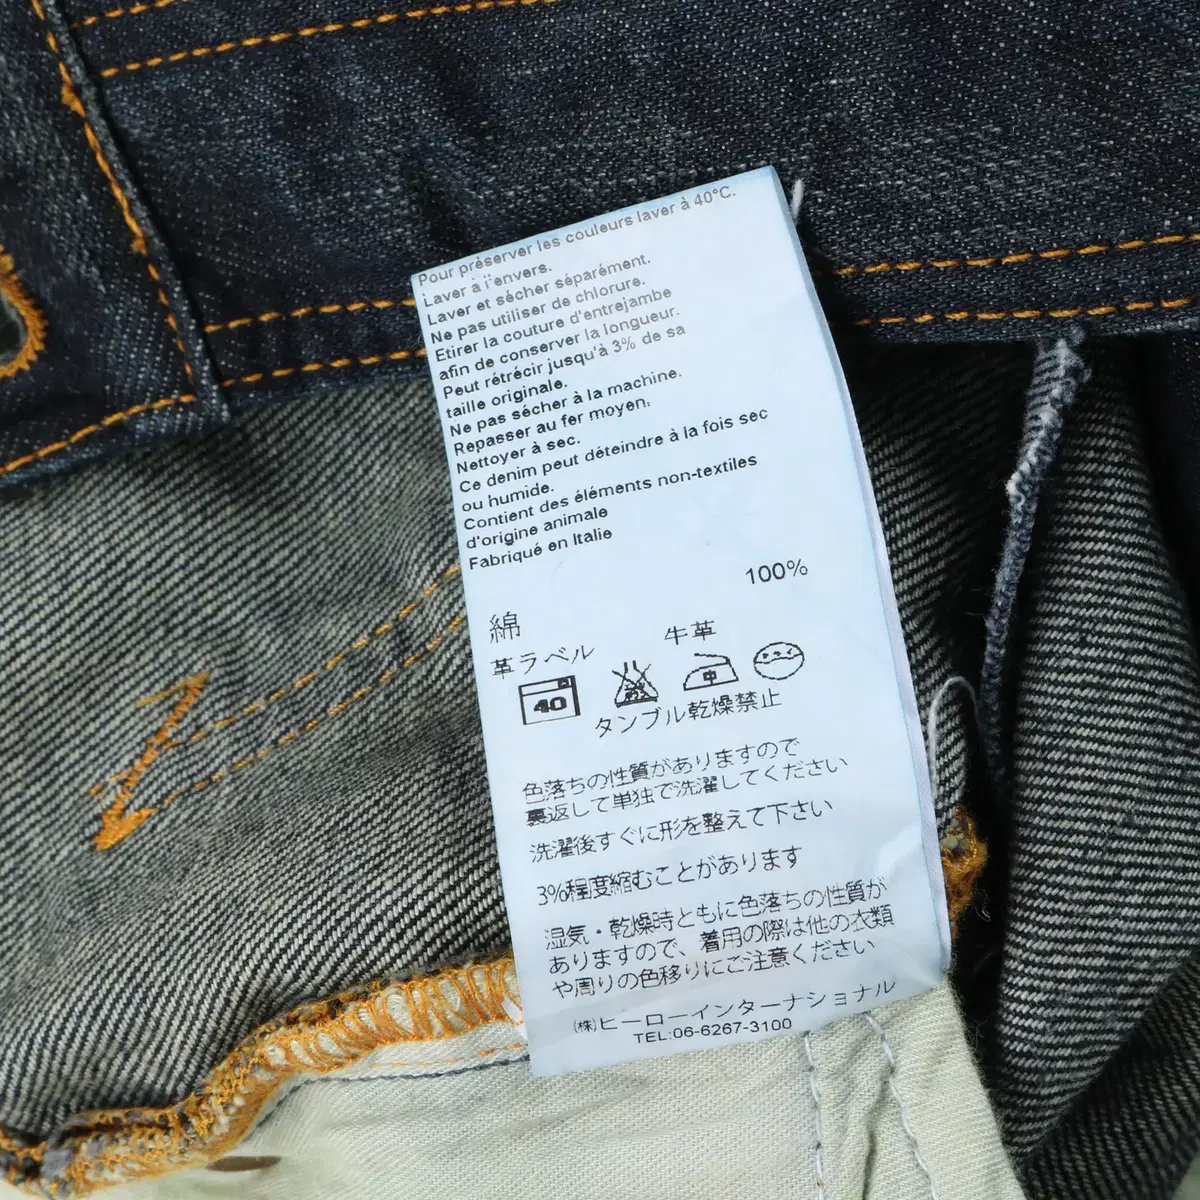 Pour prèserver les couleurs laver à 40°C.
Laver à l'envers.
Laver et sécher séparément.
Ne pas utiliser de chlorure.
Etirer la couture d'entrejambe
afin de conserver la longueur.
Peut rétrécir jusqu'à 3% de sa
taille originale.
Ne pas sécher à la machine.
Repasser au fer moyen.
Nettoyer à sec.
Ce denim peut déteindre à la fois sec
ou humide.
Contient des éléments non-textiles
d'origine animale
Fabriqué en Italie
100%
綿
革ラベル 牛革
40 中
タンブル乾燥禁止
色落ちの性質がありますので
裏返して単独で洗濯してください
洗濯後すぐに形を整えて下さい
3%程度縮むことがあります
湿気・乾燥時ともに色落ちの性質が
ありますので、着用の際は他の衣類
や周りの色移りにご注意ください
㈱ヒーローインターナショナル
TEL:06-6267-3100